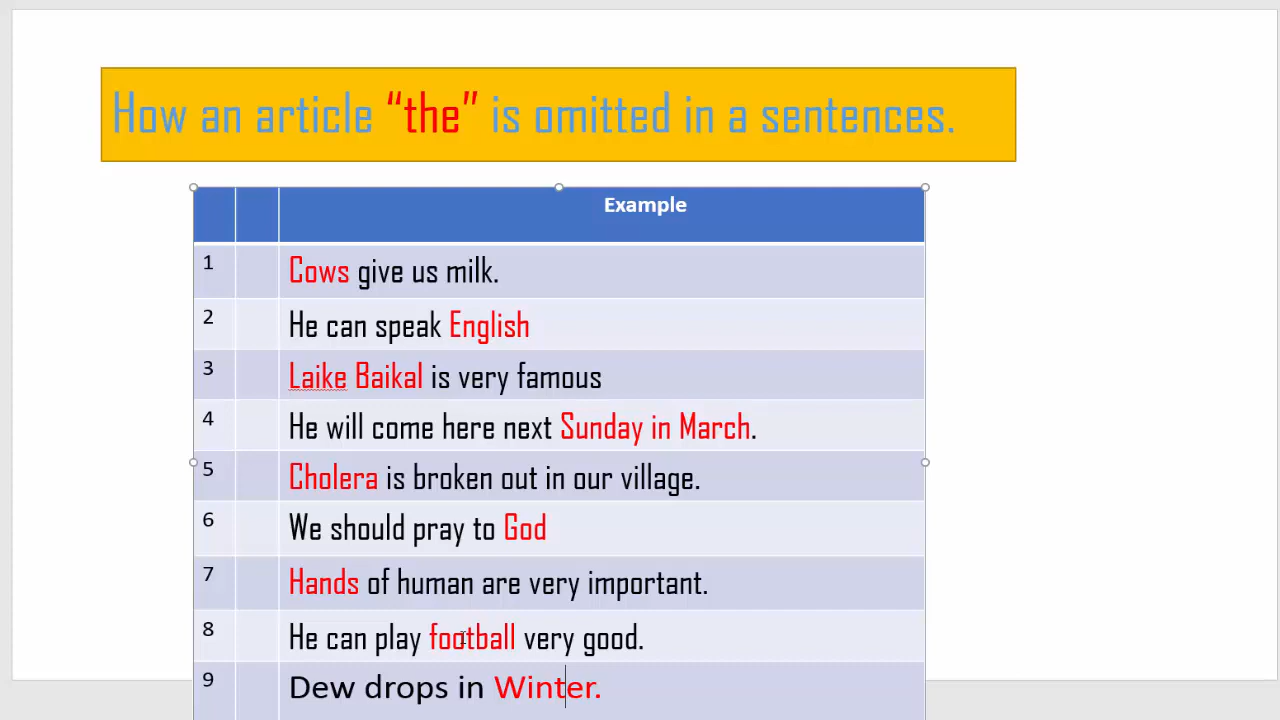 How an article “the” is omitted in a sentences.
Example
1 Cows give us milk.
2 He can speak English
3 Laike Baikal is very famous
4 He will come here next Sunday in March.
5 Cholera is broken out in our village.
6 We should pray to God
7 Hands of human are very important.
8 He can play football very good.
9 Dew drops in Winter.